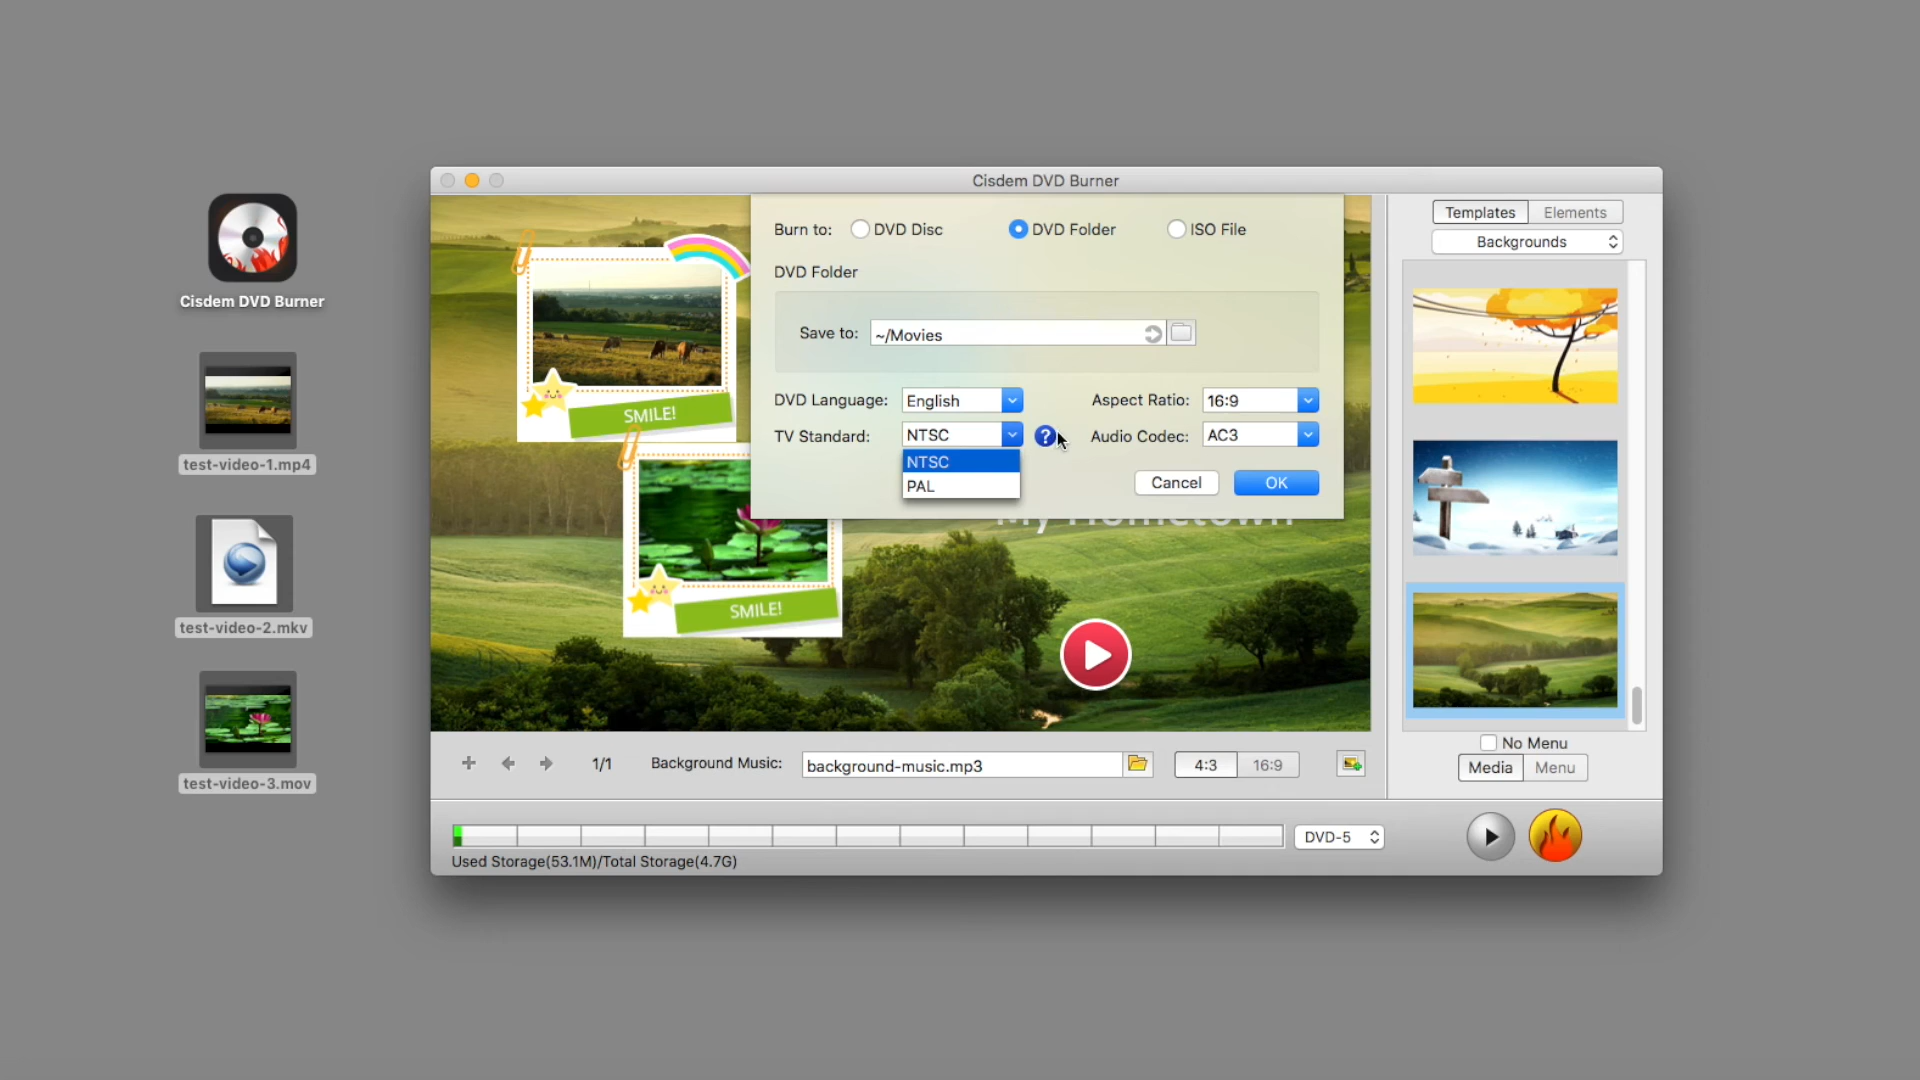 Cisdem DVD Burner
Cisdem DVD Burner
test-video-1.mp4
test-video-2.mkv
test-video-3.mov
Burn to: DVD Disc DVD Folder ISO File
DVD Folder
Save to: ~/Movies
DVD Language: English Aspect Ratio: 16:9
TV Standard: NTSC ? Audio Codec: AC3
NTSC
PAL
Cancel OK
SMILE!
SMILE!
My Hometown
Templates Elements
Backgrounds
No Menu
Media Menu
1/1 Background Music: background-music.mp3 4:3 16:9
DVD-5
Used Storage(53.1M)/Total Storage(4.7G)